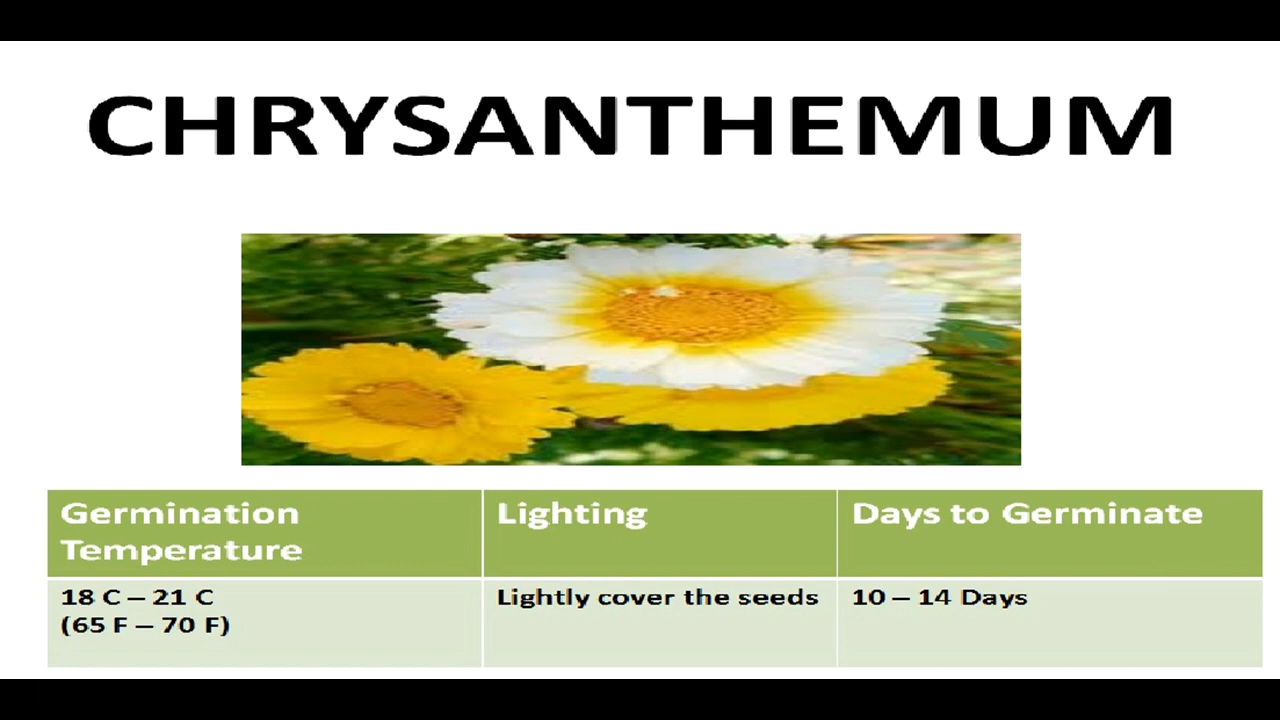 CHRYSANTHEMUM
Germination
Temperature
Lighting
Days to Germinate
18 C – 21 C
(65 F – 70 F)
Lightly cover the seeds
10 – 14 Days